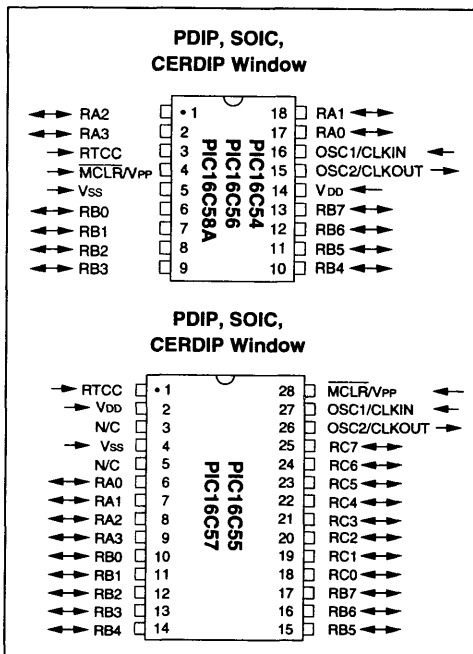 PDIP, SOIC,
CERDIP Window
RA2 •1 18 RA1
RA3 2 17 RA0
RTCC 3 16 OSC1/CLKIN
MCLR/VPP 4 15 OSC2/CLKOUT
VSS 5 14 VDD
RB0 6 13 RB7
RB1 7 12 RB6
RB2 8 11 RB5
RB3 9 10 RB4
PIC16C54
PIC16C56
PIC16C58A
PDIP, SOIC,
CERDIP Window
RTCC •1 28 MCLR/VPP
VDD 2 27 OSC1/CLKIN
N/C 3 26 OSC2/CLKOUT
VSS 4 25 RC7
N/C 5 24 RC6
RA0 6 23 RC5
RA1 7 22 RC4
RA2 8 21 RC3
RA3 9 20 RC2
RB0 10 19 RC1
RB1 11 18 RC0
RB2 12 17 RB7
RB3 13 16 RB6
RB4 14 15 RB5
PIC16C55
PIC16C57